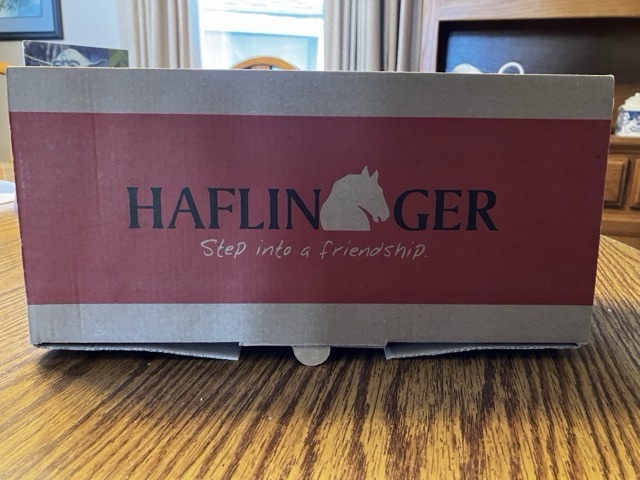 HAFLINGER
Step into a friendship.